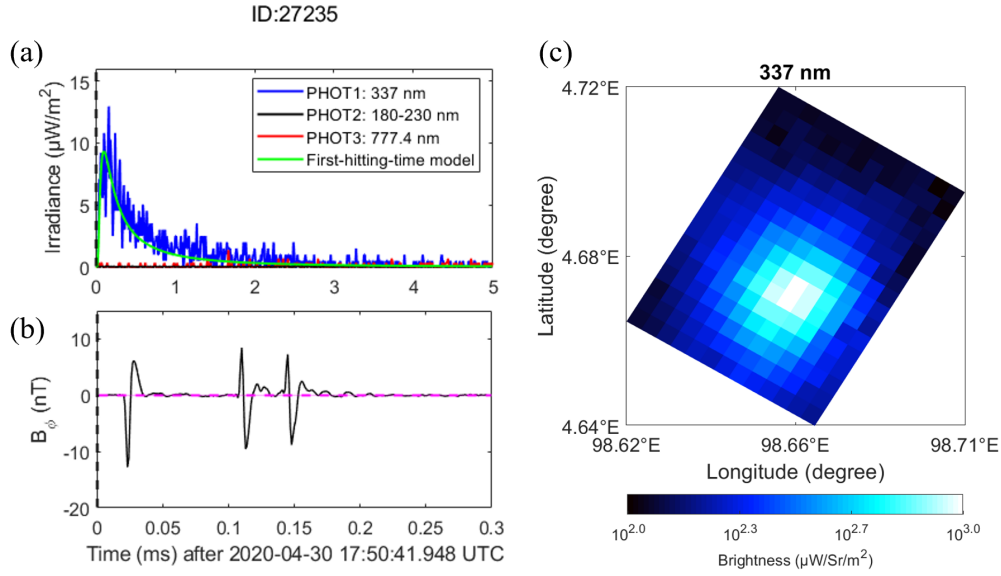 ID:27235
(a)
Irradiance (µW/m²)
15
10
5
0
PHOT1: 337 nm
PHOT2: 180-230 nm
PHOT3: 777.4 nm
First-hitting-time model
0 1 2 3 4 5
(b)
B_ϕ (nT)
10
0
-10
-20
0 0.05 0.1 0.15 0.2 0.25 0.3
Time (ms) after 2020-04-30 17:50:41.948 UTC
(c)
337 nm
Latitude (degree)
4.72°E
4.68°E
4.64°E
98.62°E 98.66°E 98.71°E
Longitude (degree)
10^2.0 10^2.3 10^2.7 10^3.0
Brightness (µW/Sr/m²)